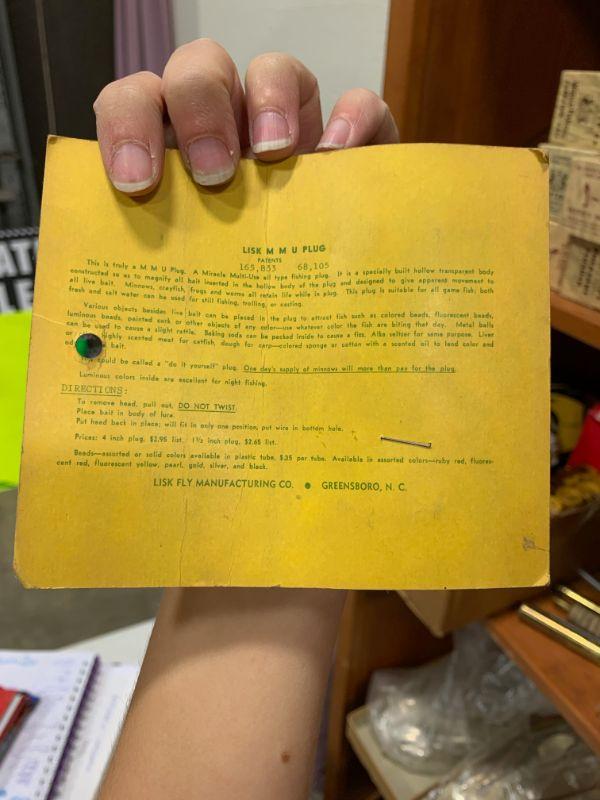 LISK M M U PLUG
PATENTS
165,833 68,105
This is truly a M M U Plug. A Miracle Multi-Use all type fishing plug. It is a specially built hollow transparent body
constructed so as to magnify all bait inserted in the hollow body of the plug and designed to give apparent movement to
all live bait. Minnows, crayfish, frogs and worms all retain life while in plug. This plug is suitable for all game fish; both
fresh and salt water can be used for still fishing, trolling, or casting.
Various objects besides live bait can be placed in the plug to attract fish such as colored beads, fluorescent beads,
luminous beads, painted cork or other objects of any color—use whatever color the fish are biting that day. Metal balls
can be used to cause a slight rattle. Baking soda can be packed inside to cause a fizz. Alka seltzer for same purpose. Liver
or highly scented meat for catfish, dough for carp—colored sponge or cotton with a scented oil to lend color and
bait.
could be called a "do it yourself" plug. One day's supply of minnows will more than pay for the plug.
Luminous colors inside are excellent for night fishing.
DIRECTIONS:
To remove head, pull out, DO NOT TWIST.
Place bait in body of lure.
Put head back in place; will fit in only one position, put wire in bottom hole.
Prices: 4 inch plug, $2.95 list. 1½ inch plug, $2.65 list.
Beads—assorted or solid colors available in plastic tube, $.35 per tube. Available in assorted colors—ruby red, fluores-
cent red, fluorescent yellow, pearl, gold, silver, and black.
LISK FLY MANUFACTURING CO. ● GREENSBORO, N. C.